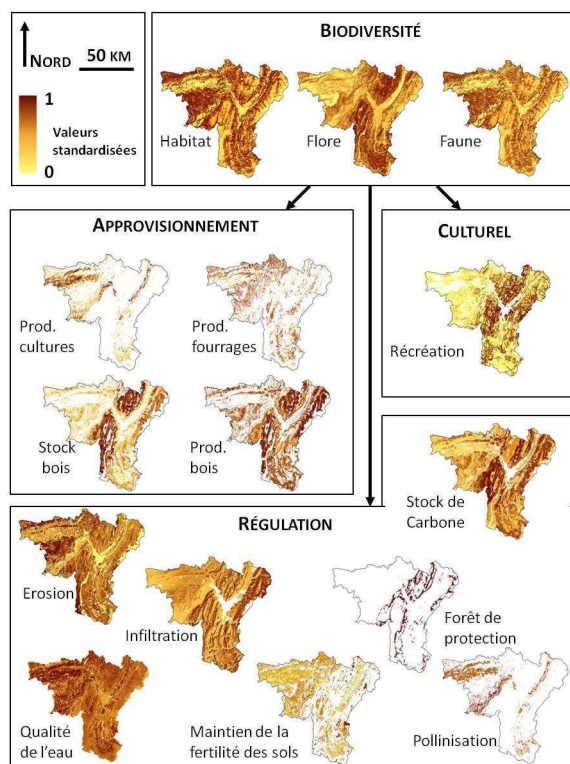 NORD
50 KM
1
Valeurs
standardisées
0
BIODIVERSITÉ
Habitat
Flore
Faune
APPROVISIONNEMENT
Prod.
cultures
Prod.
fourrages
Stock
bois
Prod.
bois
CULTUREL
Récréation
Stock de
Carbone
RÉGULATION
Erosion
Infiltration
Forêt de
protection
Qualité
de l'eau
Maintien de la
fertilité des sols
Pollinisation